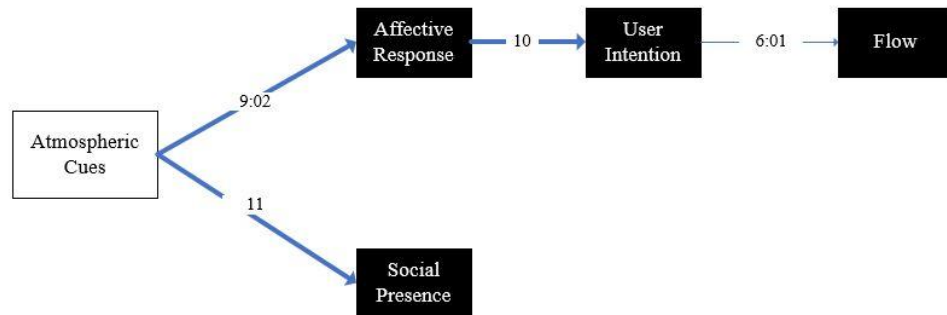 Affective
Response
10
User
Intention
6:01
Flow
9:02
Atmospheric
Cues
11
Social
Presence